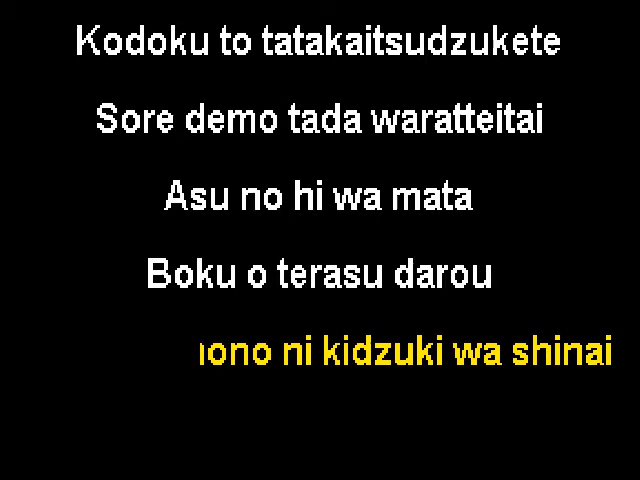 Kodoku to tatakaitsudzukete
Sore demo tada waratteitai
Asu no hi wa mata
Boku o terasu darou
ni kidzuki wa shinai